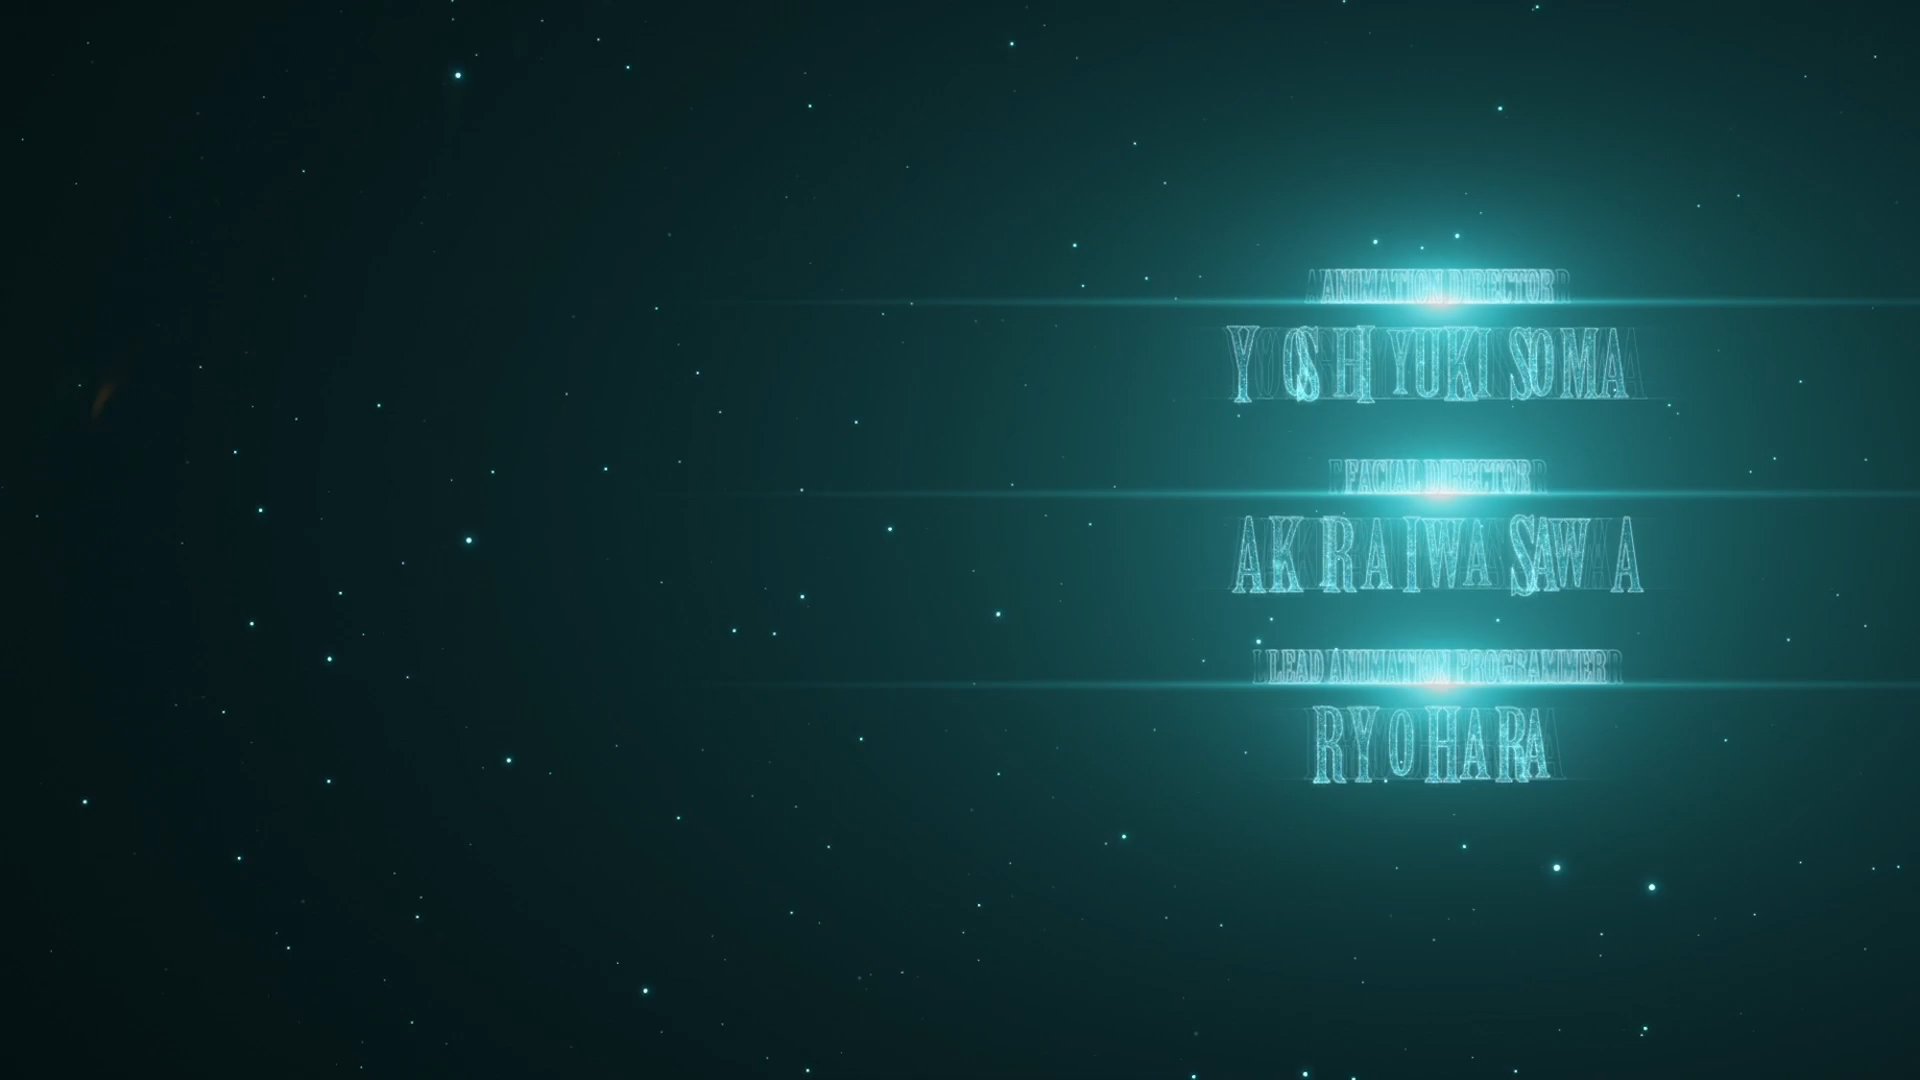 ANIMATION DIRECTOR
YOSHIYUKI SOMA
FACIAL DIRECTOR
AKIRA IWASAWA
LEAD ANIMATION PROGRAMMER
RYO HARA